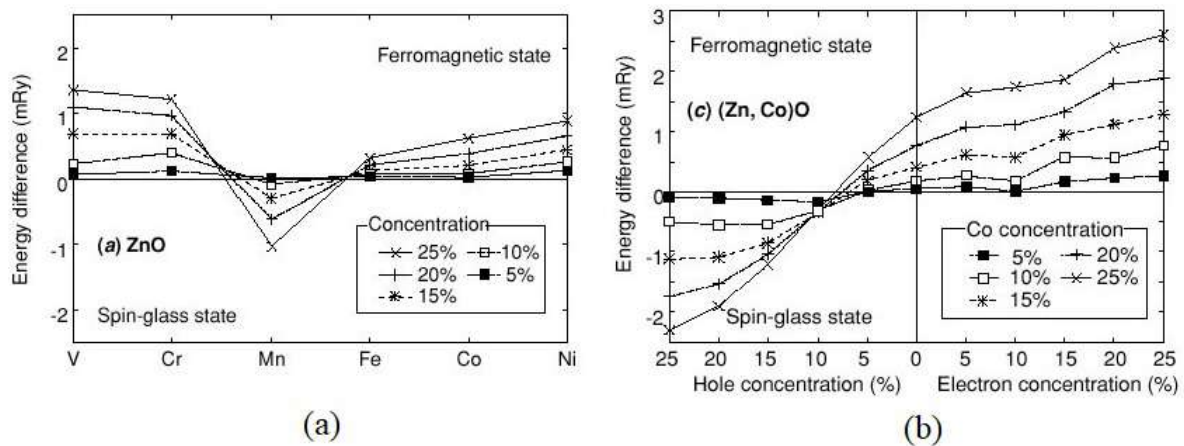 2
1
0
-1
-2
Energy difference (mRy)
Ferromagnetic state
(a) ZnO
Concentration
25% 10%
20% 5%
15%
Spin-glass state
V Cr Mn Fe Co Ni
(a)
3
2
1
0
-1
-2
Energy difference (mRy)
Ferromagnetic state
(c) (Zn, Co)O
Co concentration
5% 20%
10% 25%
15%
Spin-glass state
25 20 15 10 5 0 5 10 15 20 25
Hole concentration (%) Electron concentration (%)
(b)